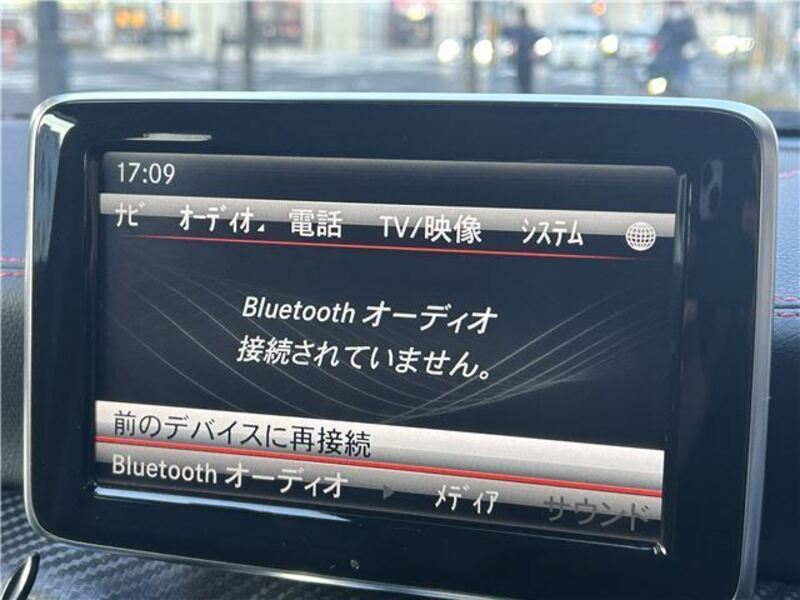 17:09
ナビ オーディオ 電話 TV/映像 システム
Bluetooth オーディオ
接続されていません。
前のデバイスに再接続
Bluetooth オーディオ メディア サウンド